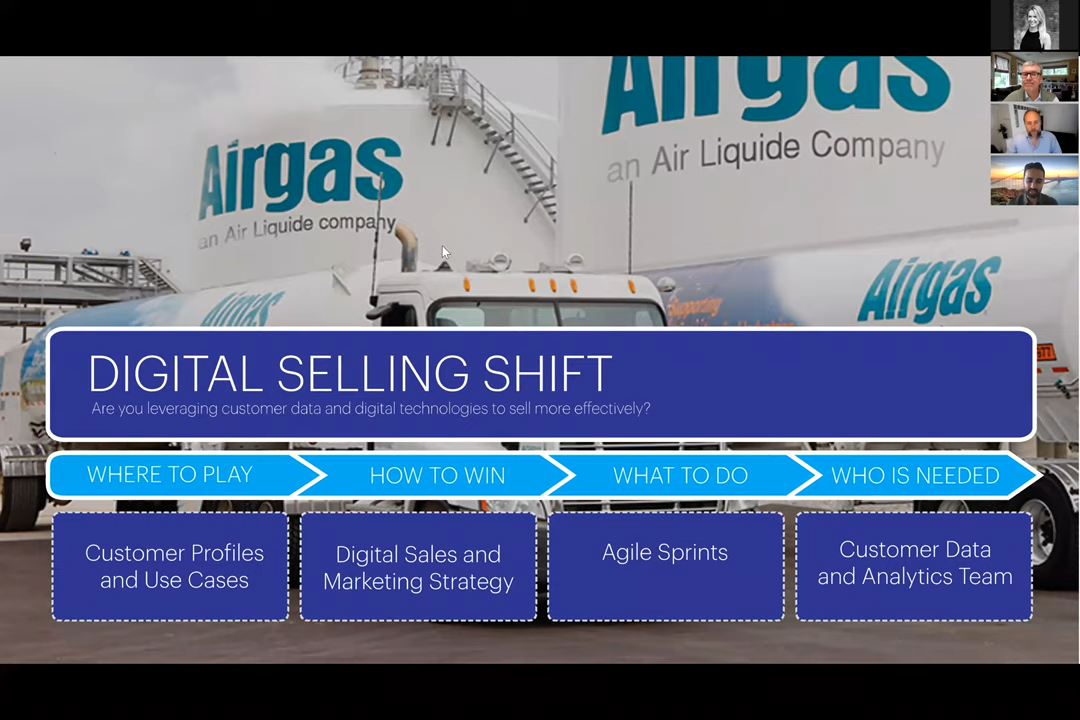 Airgas
an Air Liquide Company
Airgas
an Air Liquide company
Airgas
Airgas
Supporting
DIGITAL SELLING SHIFT
Are you leveraging customer data and digital technologies to sell more effectively?
WHERE TO PLAY
HOW TO WIN
WHAT TO DO
WHO IS NEEDED
Customer Profiles
and Use Cases
Digital Sales and
Marketing Strategy
Agile Sprints
Customer Data
and Analytics Team